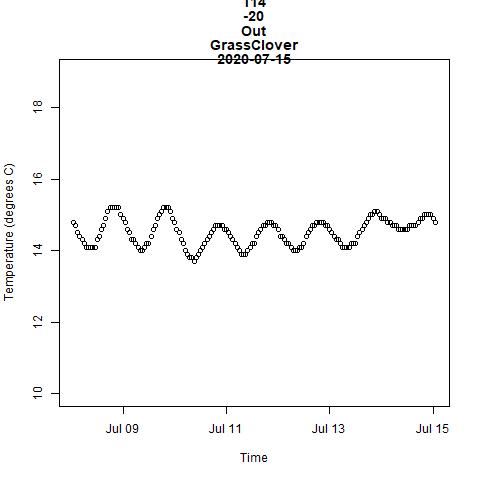 114
-20
Out
GrassClover
2020-07-15
Temperature (degrees C)
18
16
14
12
10
Jul 09
Jul 11
Jul 13
Jul 15
Time